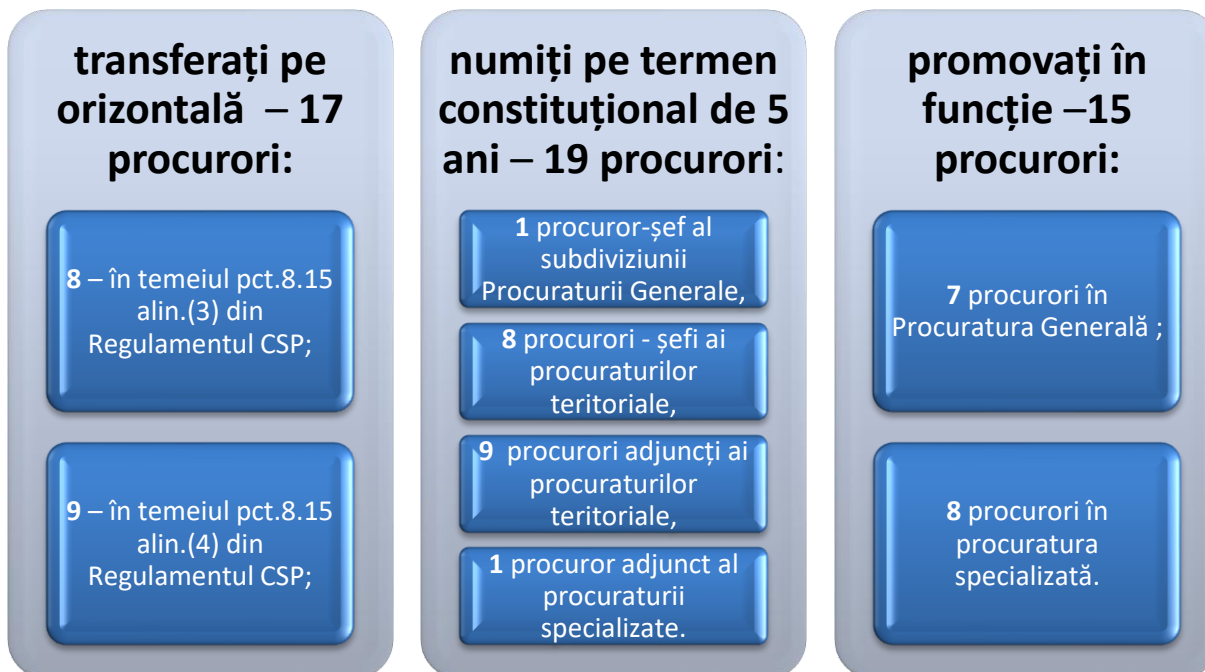 transferați pe
orizontală – 17
procurori:
8 – în temeiul pct.8.15
alin.(3) din
Regulamentul CSP;
9 – în temeiul pct.8.15
alin.(4) din
Regulamentul CSP;
numiți pe termen
constituțional de 5
ani – 19 procurori:
1 procuror-șef al
subdiviziunii
Procuraturii Generale,
8 procurori - șefi ai
procuraturilor
teritoriale,
9 procurori adjuncți ai
procuraturilor
teritoriale,
1 procuror adjunct al
procuraturii
specializate.
promovați în
funcție –15
procurori:
7 procurori în
Procuratura Generală ;
8 procurori în
procuratura
specializată.